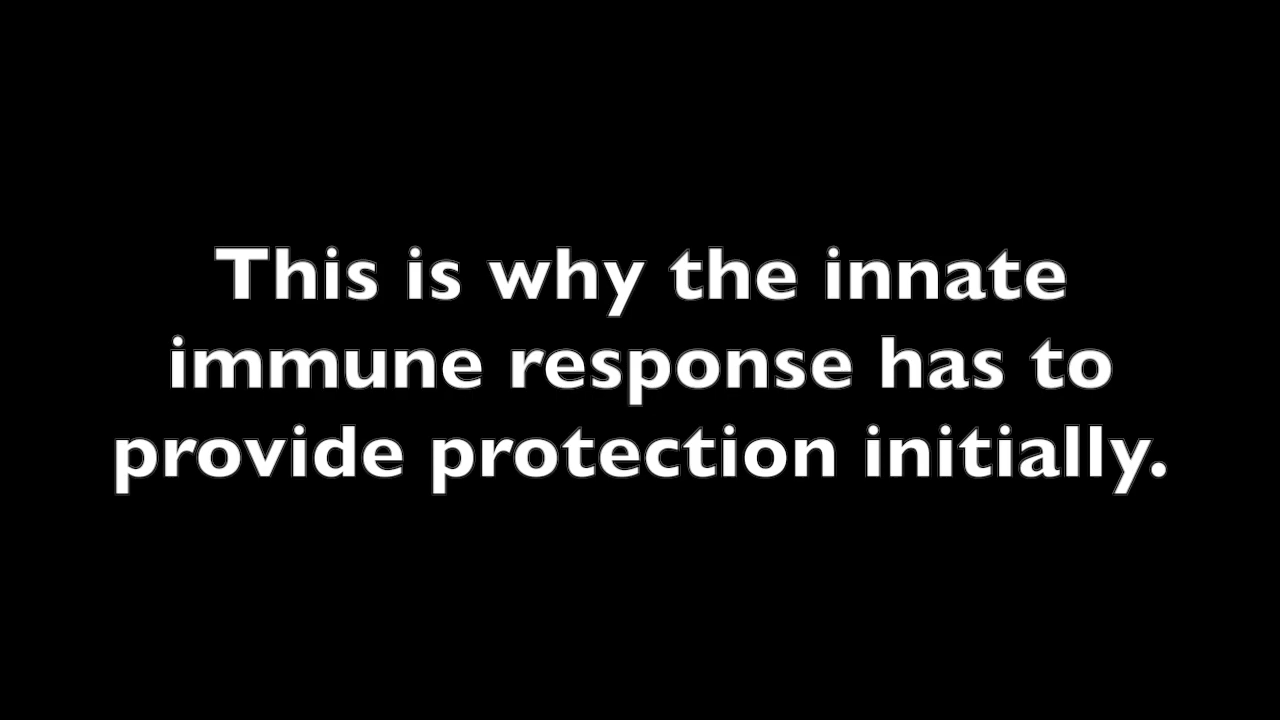 This is why the innate
immune response has to
provide protection initially.